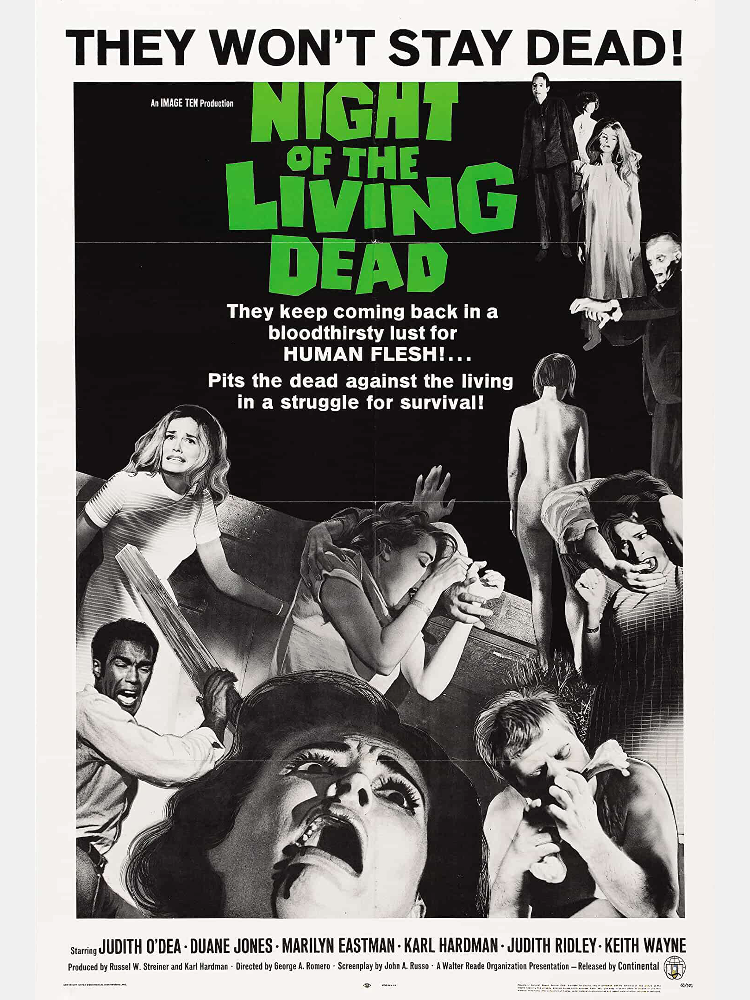 THEY WON'T STAY DEAD!
An IMAGE TEN Production
NIGHT
OF THE
LIVING
DEAD
They keep coming back in a
bloodthirsty lust for
HUMAN FLESH!...
Pits the dead against the living
in a struggle for survival!
Starring JUDITH O'DEA · DUANE JONES · MARILYN EASTMAN · KARL HARDMAN · JUDITH RIDLEY · KEITH WAYNE
Produced by Russel W. Streiner and Karl Hardman · Directed by George A. Romero · Screenplay by John A. Russo · A Walter Reade Organization Presentation — Released by Continental
68/321